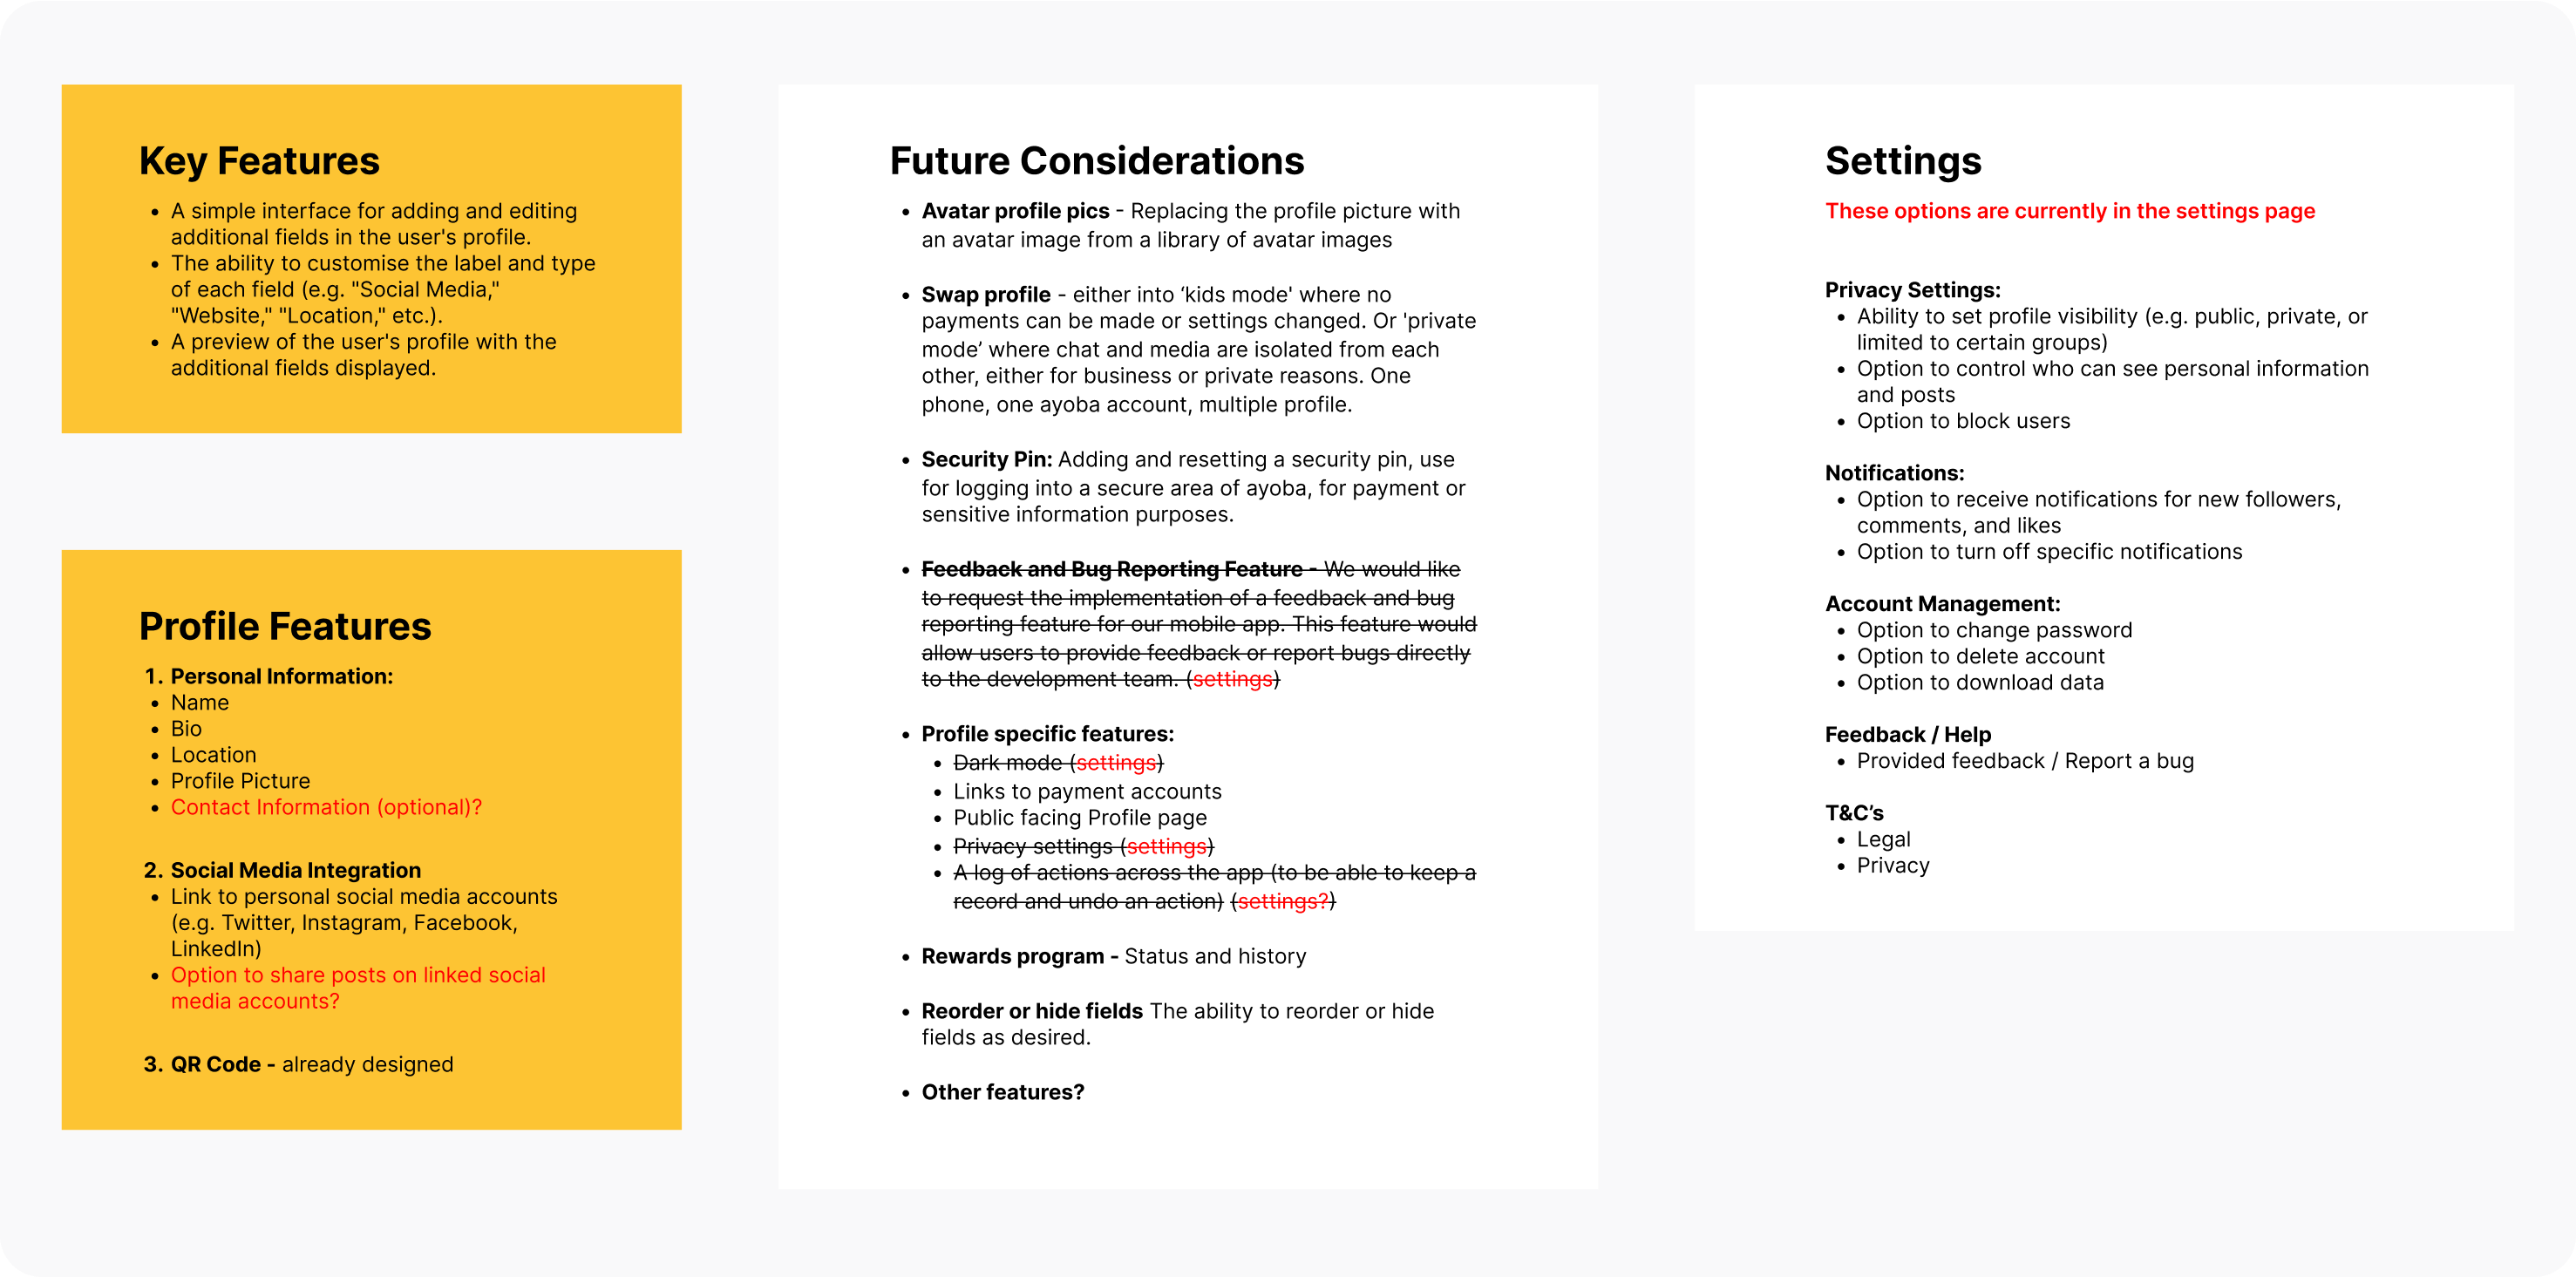 Key Features
• A simple interface for adding and editing
additional fields in the user's profile.
• The ability to customise the label and type
of each field (e.g. "Social Media,"
"Website," "Location," etc.).
• A preview of the user's profile with the
additional fields displayed.
Profile Features
1. Personal Information:
• Name
• Bio
• Location
• Profile Picture
• Contact Information (optional)?
2. Social Media Integration
• Link to personal social media accounts
(e.g. Twitter, Instagram, Facebook,
LinkedIn)
• Option to share posts on linked social
media accounts?
3. QR Code - already designed
Future Considerations
• Avatar profile pics - Replacing the profile picture with
an avatar image from a library of avatar images
• Swap profile - either into ‘kids mode' where no
payments can be made or settings changed. Or 'private
mode’ where chat and media are isolated from each
other, either for business or private reasons. One
phone, one ayoba account, multiple profile.
• Security Pin: Adding and resetting a security pin, use
for logging into a secure area of ayoba, for payment or
sensitive information purposes.
• Feedback and Bug Reporting Feature - We would like
to request the implementation of a feedback and bug
reporting feature for our mobile app. This feature would
allow users to provide feedback or report bugs directly
to the development team. (settings)
• Profile specific features:
• Dark mode (settings)
• Links to payment accounts
• Public facing Profile page
• Privacy settings (settings)
• A log of actions across the app (to be able to keep a
record and undo an action) (settings?)
• Rewards program - Status and history
• Reorder or hide fields The ability to reorder or hide
fields as desired.
• Other features?
Settings
These options are currently in the settings page
Privacy Settings:
• Ability to set profile visibility (e.g. public, private, or
limited to certain groups)
• Option to control who can see personal information
and posts
• Option to block users
Notifications:
• Option to receive notifications for new followers,
comments, and likes
• Option to turn off specific notifications
Account Management:
• Option to change password
• Option to delete account
• Option to download data
Feedback / Help
• Provided feedback / Report a bug
T&C’s
• Legal
• Privacy